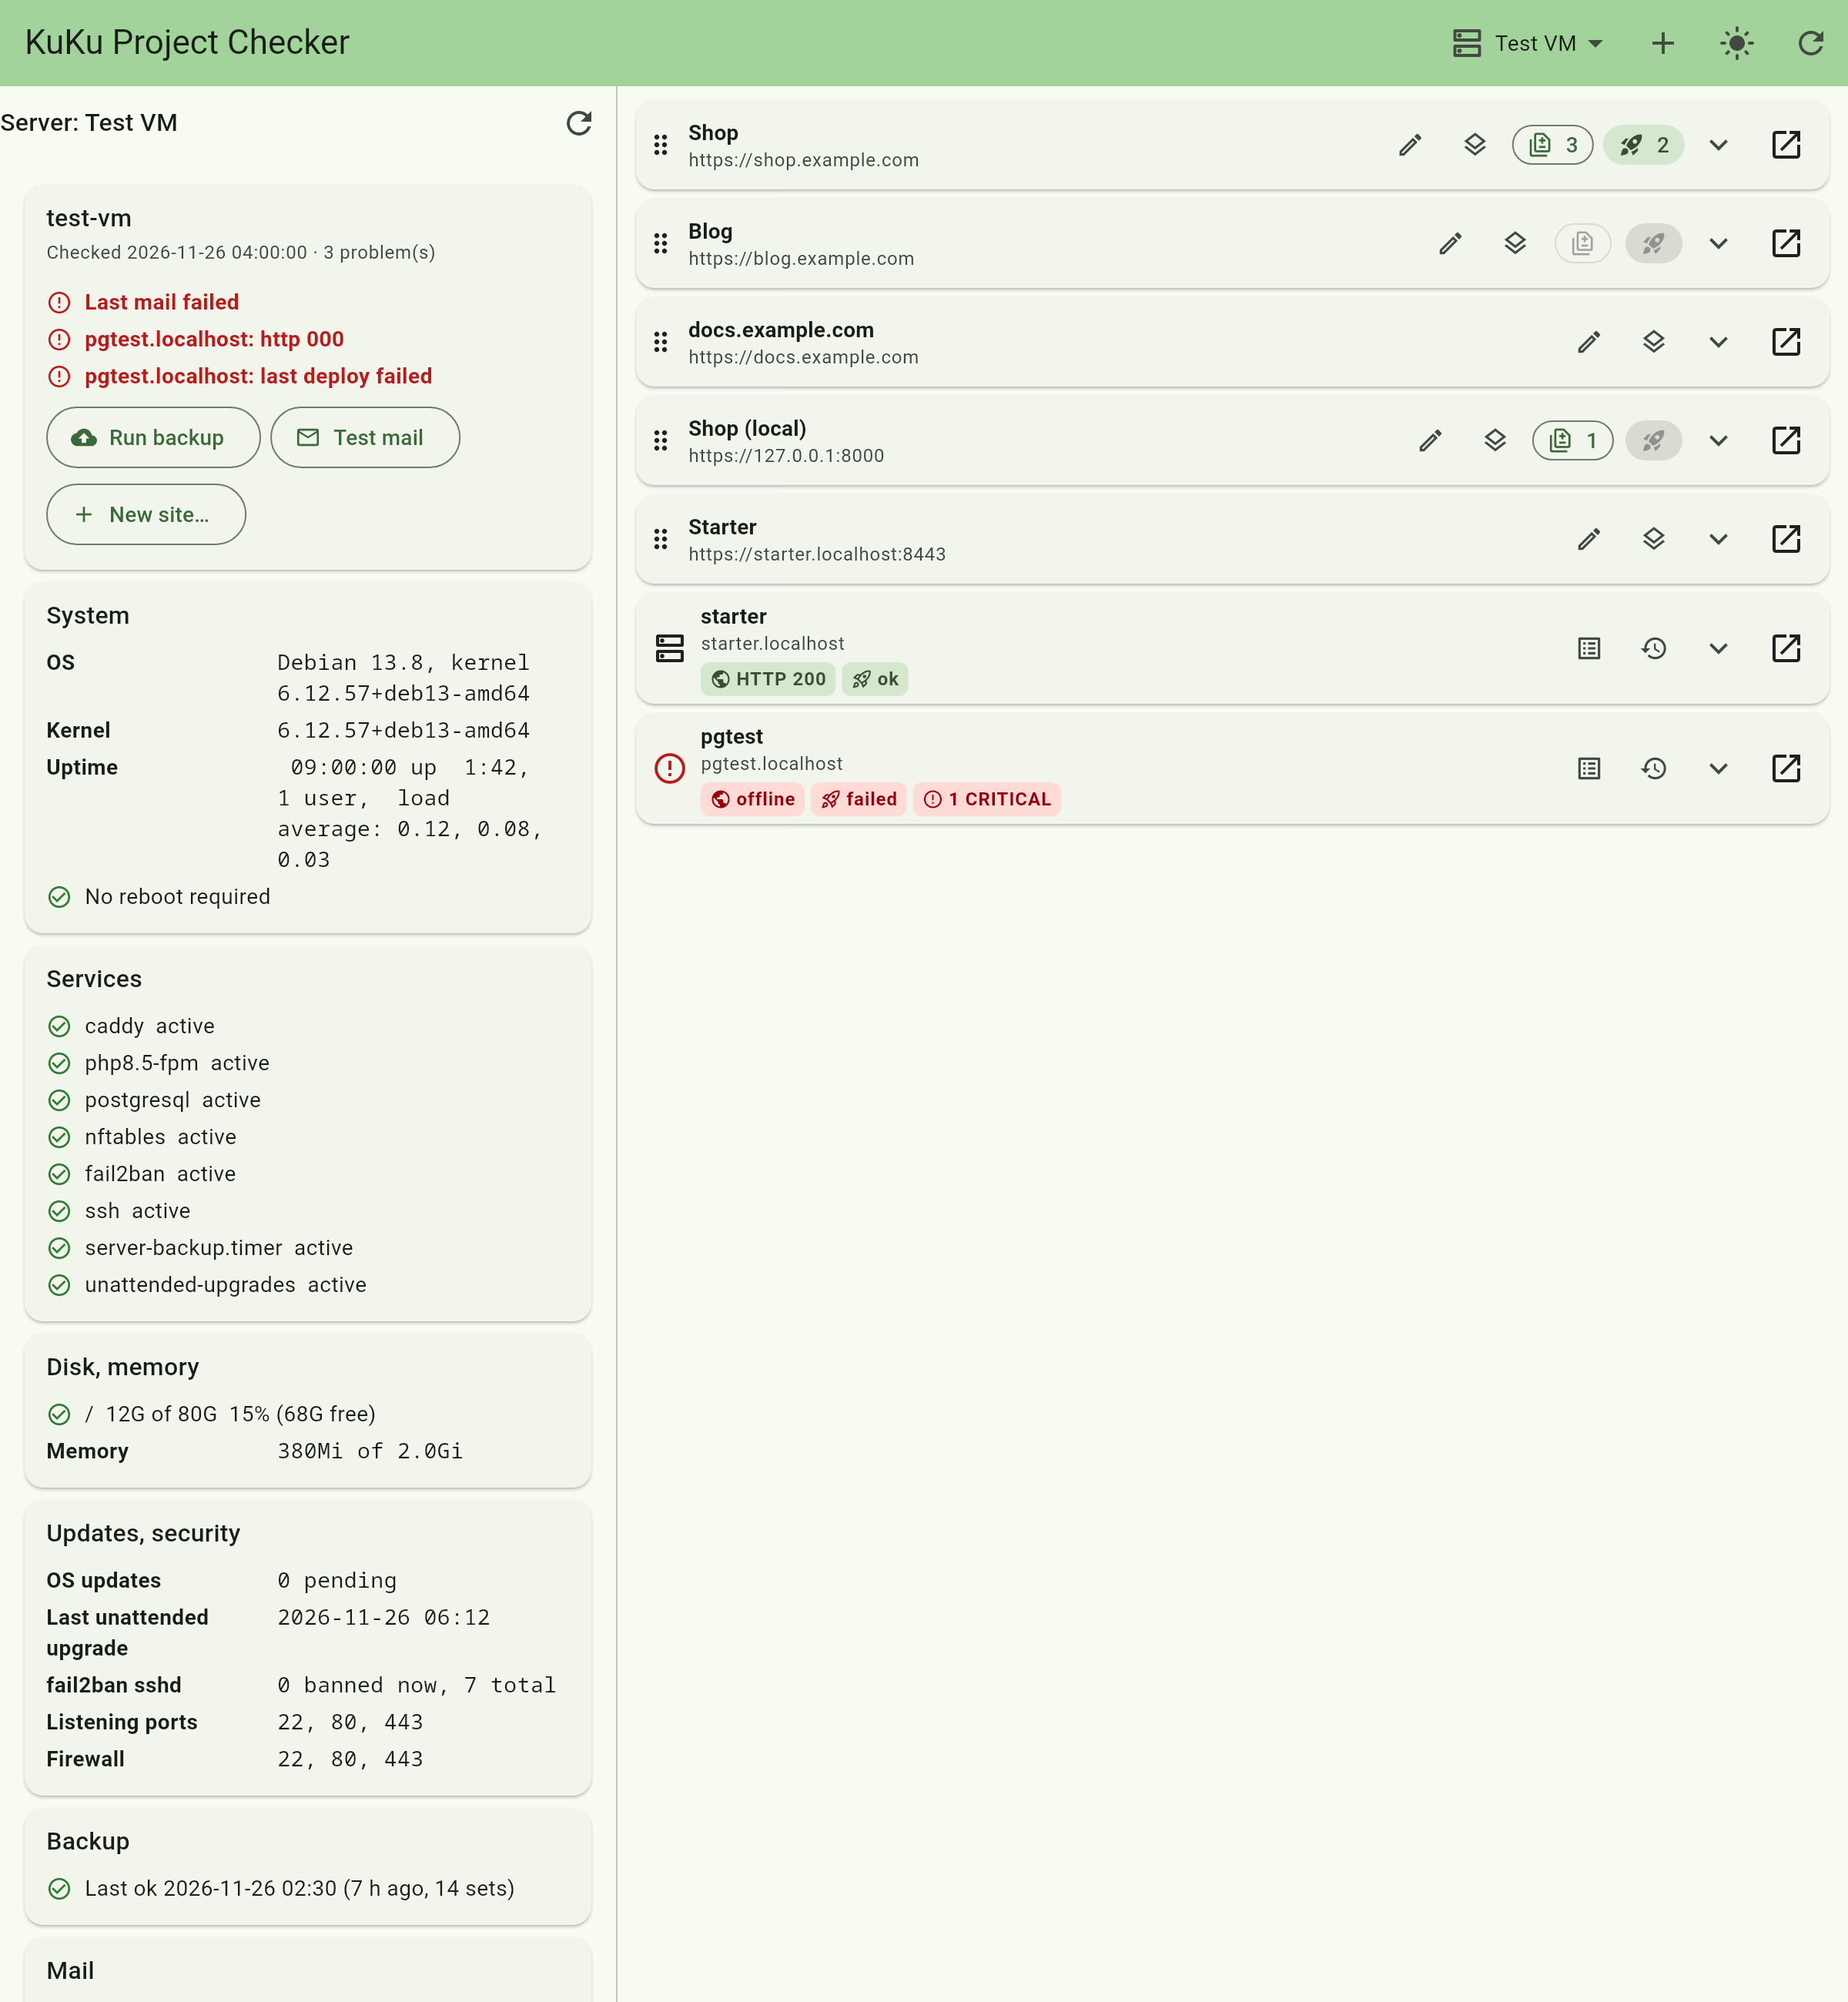 KuKu Project Checker
Test VM
Server: Test VM
test-vm
Checked 2026-11-26 04:00:00 · 3 problem(s)
Last mail failed
pgtest.localhost: http 000
pgtest.localhost: last deploy failed
Run backup
Test mail
New site...
System
OS Debian 13.8, kernel
6.12.57+deb13-amd64
Kernel 6.12.57+deb13-amd64
Uptime 09:00:00 up 1:42,
1 user, load
average: 0.12, 0.08,
0.03
No reboot required
Services
caddy active
php8.5-fpm active
postgresql active
nftables active
fail2ban active
ssh active
server-backup.timer active
unattended-upgrades active
Disk, memory
/ 12G of 80G 15% (68G free)
Memory 380Mi of 2.0Gi
Updates, security
OS updates 0 pending
Last unattended 2026-11-26 06:12
upgrade
fail2ban sshd 0 banned now, 7 total
Listening ports 22, 80, 443
Firewall 22, 80, 443
Backup
Last ok 2026-11-26 02:30 (7 h ago, 14 sets)
Mail
Shop
https://shop.example.com
3
2
Blog
https://blog.example.com
docs.example.com
https://docs.example.com
Shop (local)
https://127.0.0.1:8000
1
Starter
https://starter.localhost:8443
starter
starter.localhost
HTTP 200
ok
pgtest
pgtest.localhost
offline
failed
1 CRITICAL